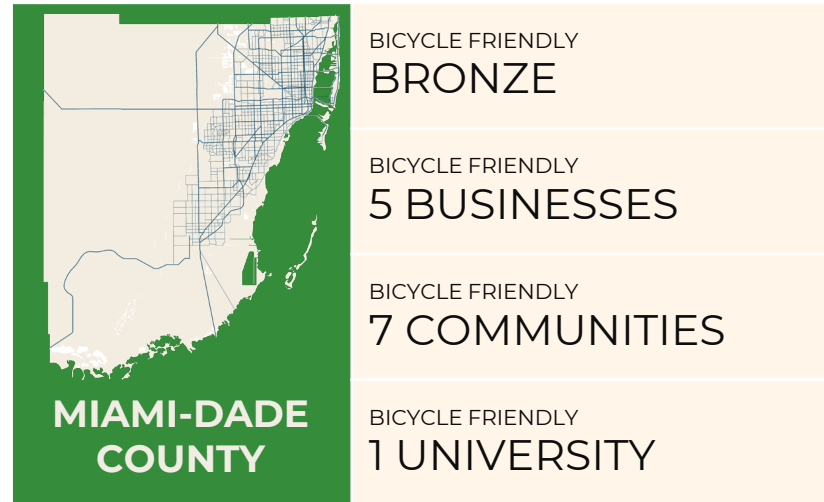 MIAMI-DADE
COUNTY
BICYCLE FRIENDLY
BRONZE
BICYCLE FRIENDLY
5 BUSINESSES
BICYCLE FRIENDLY
7 COMMUNITIES
BICYCLE FRIENDLY
1 UNIVERSITY